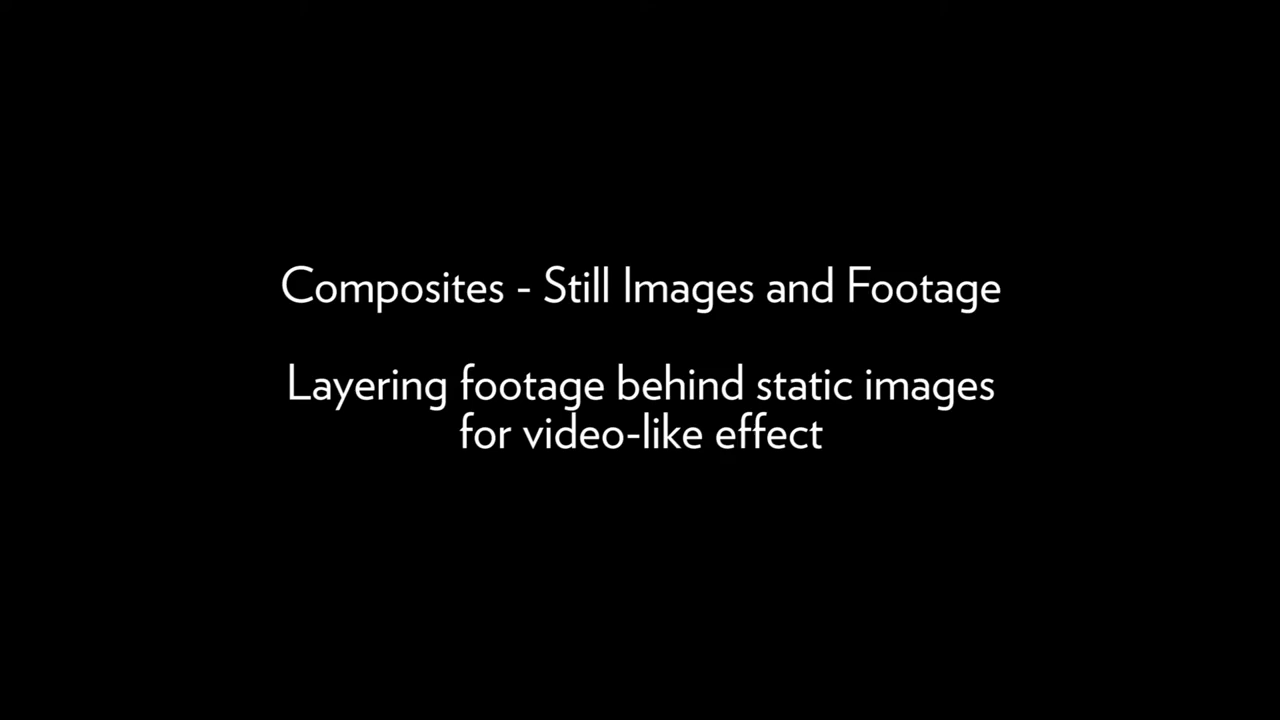 Composites - Still Images and Footage
Layering footage behind static images
for video-like effect